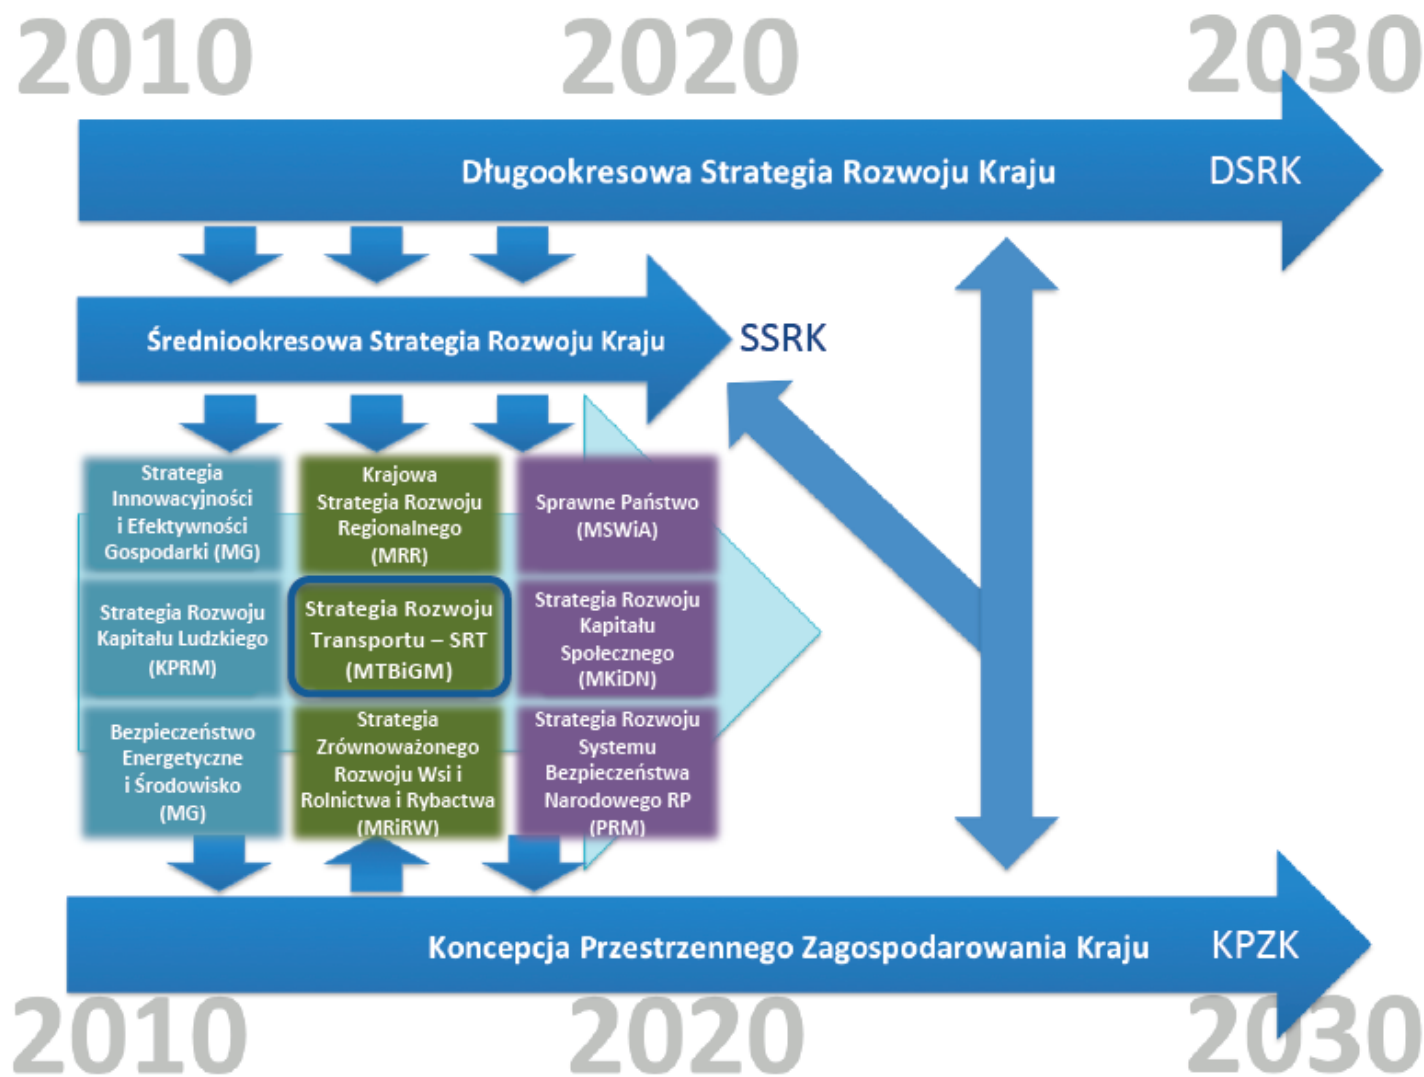 2010 2020 2030
Długookresowa Strategia Rozwoju Kraju DSRK
Średniookresowa Strategia Rozwoju Kraju SSRK
Strategia
Innowacyjności
i Efektywności
Gospodarki (MG)
Krajowa
Strategia Rozwoju
Regionalnego
(MRR)
Sprawne Państwo
(MSWiA)
Strategia Rozwoju
Kapitału Ludzkiego
(KPRM)
Strategia Rozwoju
Transportu – SRT
(MTBiGM)
Strategia Rozwoju
Kapitału
Społecznego
(MKiDN)
Bezpieczeństwo
Energetyczne
i Środowisko
(MG)
Strategia
Zrównoważonego
Rozwoju Wsi i
Rolnictwa i Rybactwa
(MRiRW)
Strategia Rozwoju
Systemu
Bezpieczeństwa
Narodowego RP
(PRM)
Koncepcja Przestrzennego Zagospodarowania Kraju KPZK
2010 2020 2030